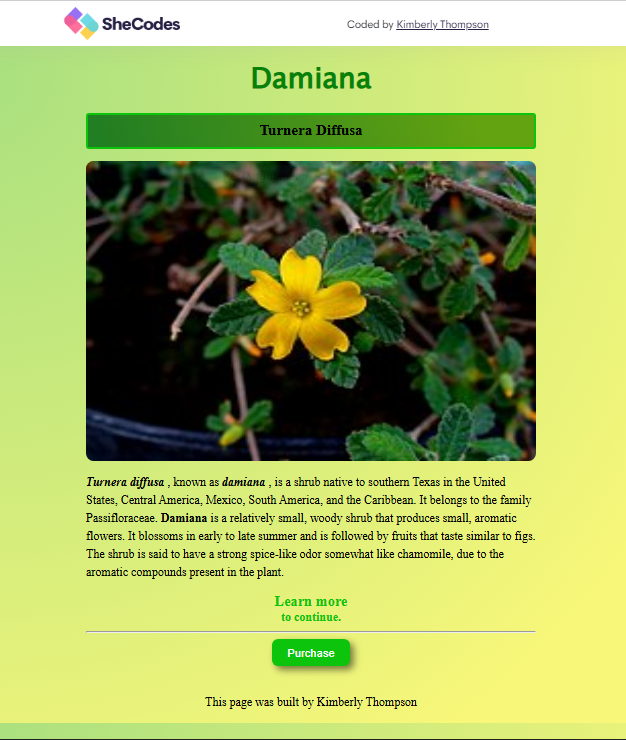 SheCodes
Coded by Kimberly Thompson
Damiana
Turnera Diffusa
Turnera diffusa , known as damiana , is a shrub native to southern Texas in the United
States, Central America, Mexico, South America, and the Caribbean. It belongs to the family
Passifloraceae. Damiana is a relatively small, woody shrub that produces small, aromatic
flowers. It blossoms in early to late summer and is followed by fruits that taste similar to figs.
The shrub is said to have a strong spice-like odor somewhat like chamomile, due to the
aromatic compounds present in the plant.
Learn more
to continue.
Purchase
This page was built by Kimberly Thompson